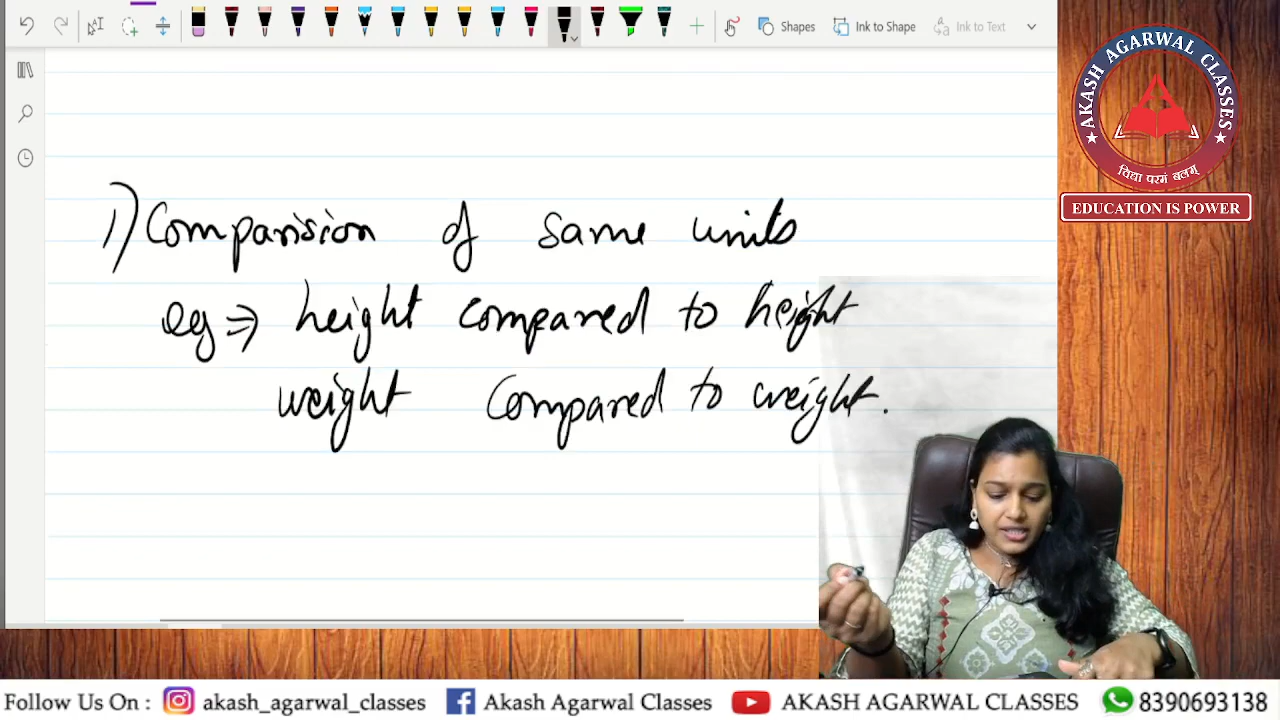 Shapes Ink to Shape Ink to Text
AKASH AGARWAL CLASSES
विद्या परमं बलम्
EDUCATION IS POWER
1) Comparision of same units
eg ⇒ height compared to height
weight Compared to weight.
Follow Us On : akash_agarwal_classes Akash Agarwal Classes AKASH AGARWAL CLASSES 8390693138